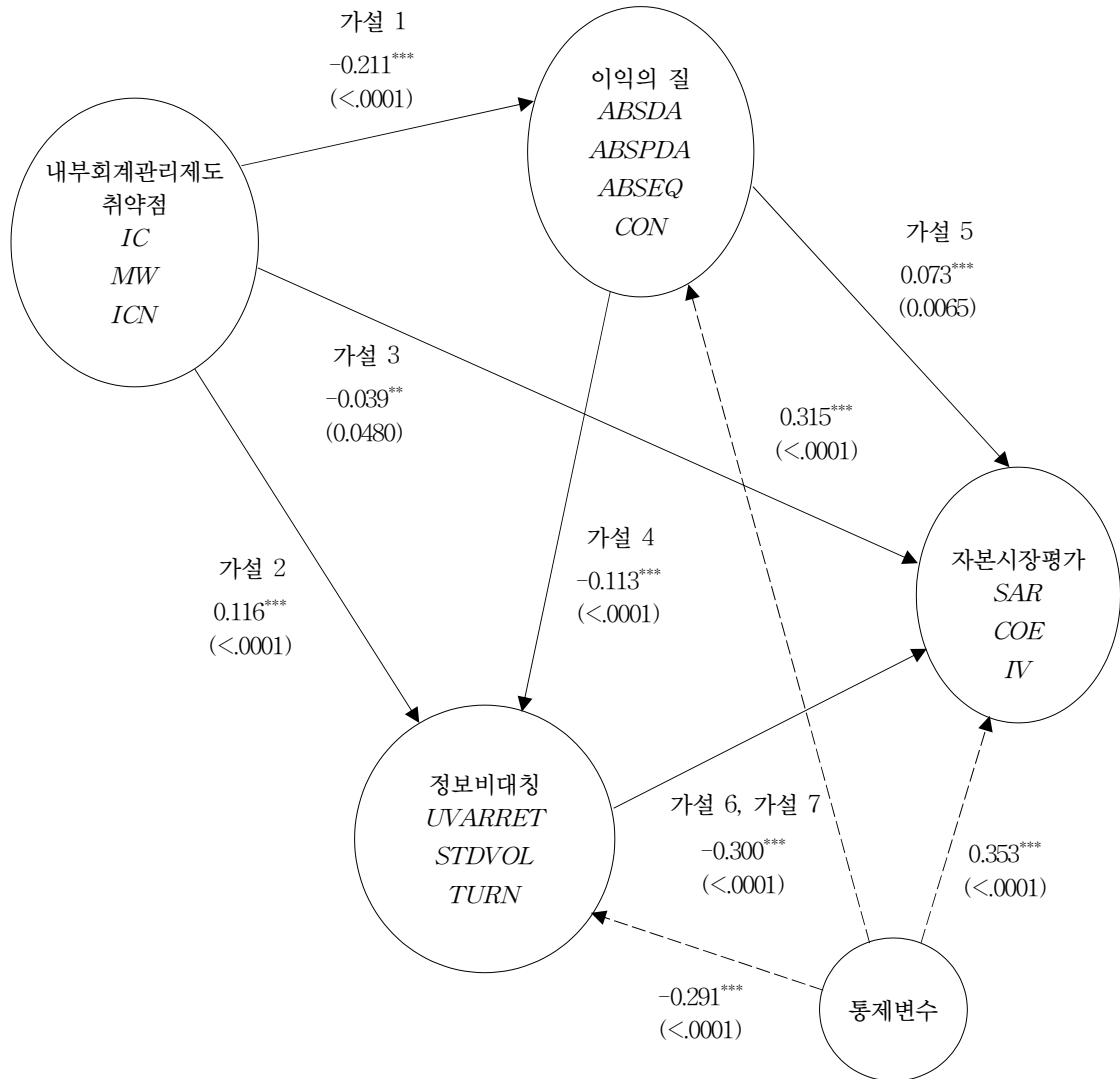 가설 1
-0.211***
(<.0001)
이익의 질
ABSDA
ABSPDA
ABSEQ
CON
내부회계관리제도
취약점
IC
MW
ICN
가설 5
0.073***
(0.0065)
가설 3
-0.039**
(0.0480)
0.315***
(<.0001)
가설 4
-0.113***
(<.0001)
가설 2
0.116***
(<.0001)
자본시장평가
SAR
COE
IV
정보비대칭
UVARRET
STDVOL
TURN
가설 6, 가설 7
-0.300***
(<.0001)
0.353***
(<.0001)
-0.291***
(<.0001)
통제변수